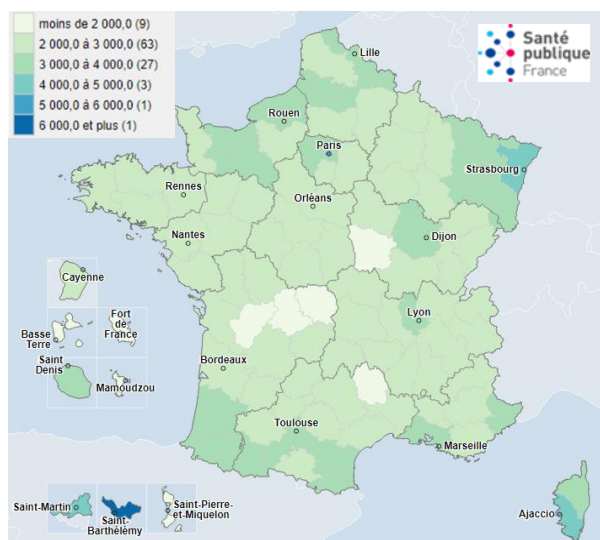 moins de 2 000,0 (9)
2 000,0 à 3 000,0 (63)
3 000,0 à 4 000,0 (27)
4 000,0 à 5 000,0 (3)
5 000,0 à 6 000,0 (1)
6 000,0 et plus (1)
Santé
publique
France
Lille
Rouen
Paris
Strasbourg
Rennes
Orléans
Nantes
Dijon
Cayenne
Lyon
Basse
Terre
Fort
de
France
Saint
Denis
Mamoudzou
Bordeaux
Toulouse
Marseille
Saint-Martin
Saint-
Barthélémy
Saint-Pierre-
et-Miquelon
Ajaccio